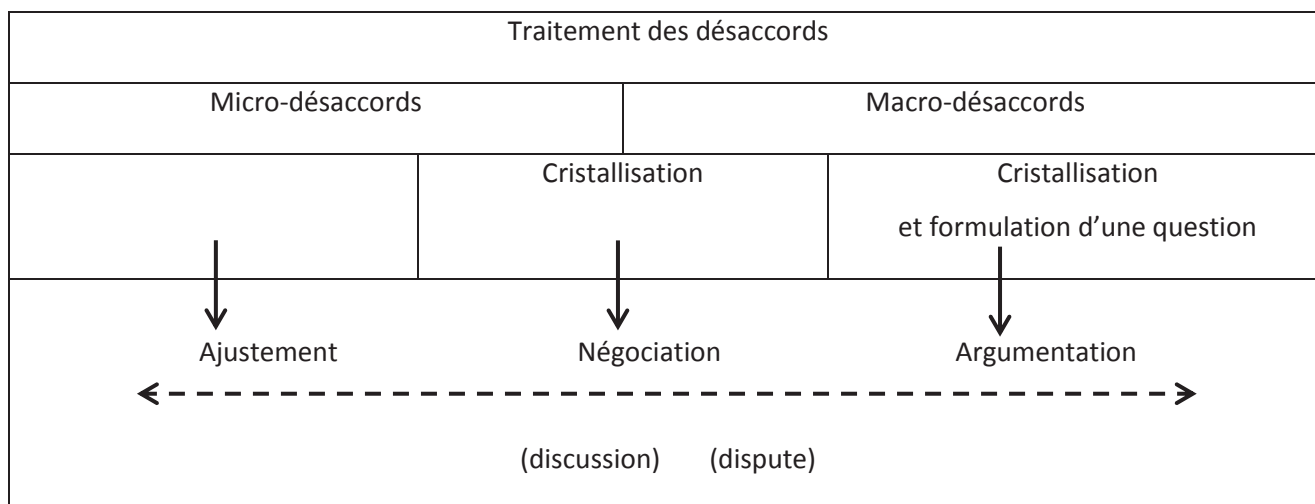 Traitement des désaccords
Micro-désaccords
Macro-désaccords
Cristallisation
Cristallisation
et formulation d’une question
Ajustement
Négociation
Argumentation
(discussion) (dispute)